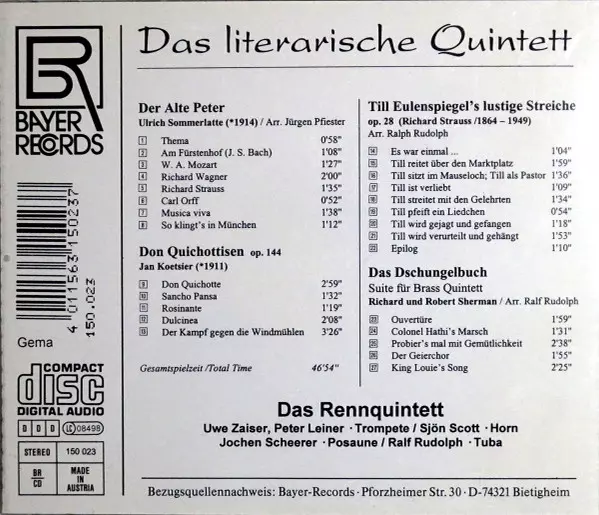 Das literarische Quintett
BAYER
RECORDS
4 011563 150237
150.023
Gema
COMPACT
disc
DIGITAL AUDIO
D D D LC 08498
STEREO 150 023
BR
CD
MADE
IN
AUSTRIA
Der Alte Peter
Ulrich Sommerlatte (*1914) / Arr. Jürgen Pfiester
1 Thema 0'58"
2 Am Fürstenhof (J. S. Bach) 1'08"
3 W. A. Mozart 1'27"
4 Richard Wagner 2'00"
5 Richard Strauss 1'35"
6 Carl Orff 0'52"
7 Musica viva 1'38"
8 So klingt's in München 1'12"
Don Quichottisen op. 144
Jan Koetsier (*1911)
9 Don Quichotte 2'59"
10 Sancho Pansa 1'32"
11 Rosinante 1'19"
12 Dulcinea 2'08"
13 Der Kampf gegen die Windmühlen 3'26"
Gesamtspielzeit/Total Time 46'54"
Till Eulenspiegel's lustige Streiche
op. 28 (Richard Strauss /1864 – 1949)
Arr. Ralph Rudolph
14 Es war einmal ... 1'04"
15 Till reitet über den Marktplatz 1'59"
16 Till sitzt im Mauseloch; Till als Pastor 1'36"
17 Till ist verliebt 1'09"
18 Till streitet mit den Gelehrten 1'34"
19 Till pfeift ein Liedchen 0'54"
20 Till wird gejagt und gefangen 1'18"
21 Till wird verurteilt und gehängt 1'53"
22 Epilog 1'10"
Das Dschungelbuch
Suite für Brass Quintett
Richard und Robert Sherman / Arr. Ralf Rudolph
23 Ouvertüre 1'59"
24 Colonel Hathi's Marsch 1'31"
25 Probier's mal mit Gemütlichkeit 2'38"
26 Der Geierchor 1'55"
27 King Louie's Song 2'25"
Das Rennquintett
Uwe Zaiser, Peter Leiner · Trompete / Sjön Scott · Horn
Jochen Scheerer · Posaune / Ralf Rudolph · Tuba
Bezugsquellennachweis: Bayer-Records · Pforzheimer Str. 30 · D-74321 Bietigheim